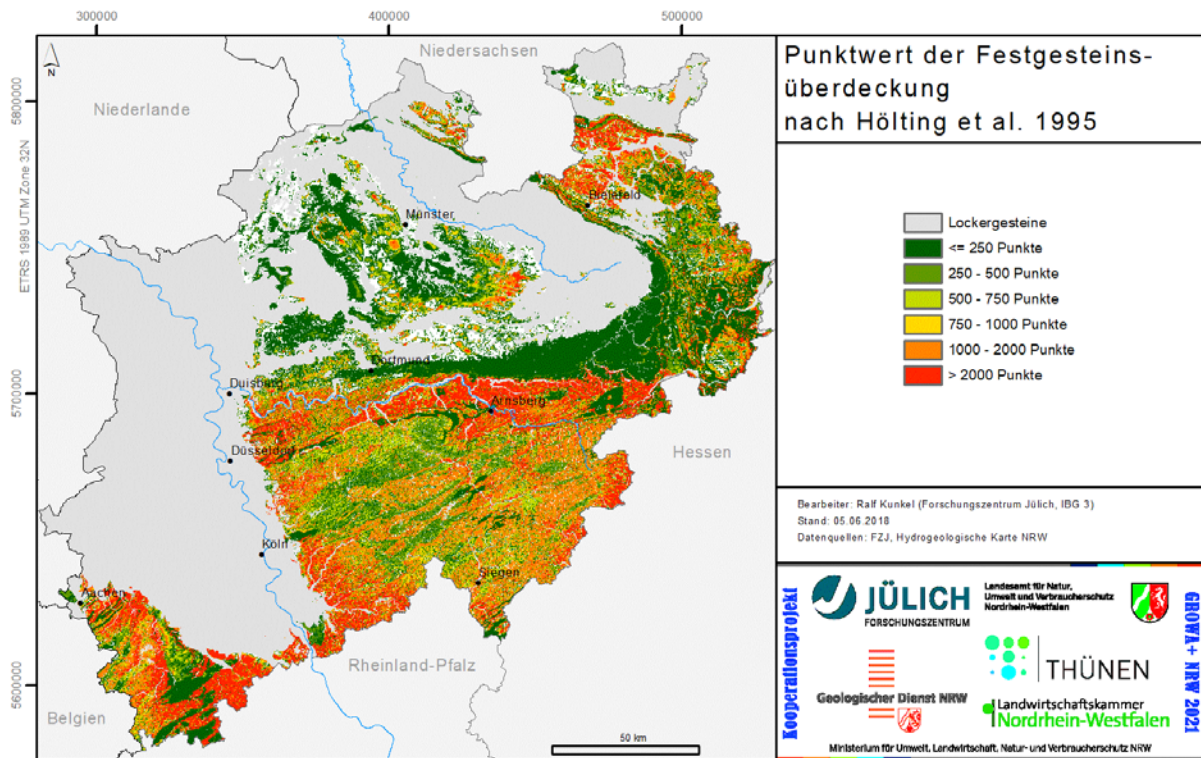 300000
400000
500000
N
Niedersachsen
Niederlande
5800000
ETRS 1989 UTM Zone 32N
Bielefeld
Münster
Dortmund
Duisburg
5700000
Arnsberg
Düsseldorf
Hessen
Köln
Siegen
Aachen
Rheinland-Pfalz
5600000
Belgien
50 km
Punktwert der Festgesteins-
überdeckung
nach Hölting et al. 1995
Lockergesteine
<= 250 Punkte
250 - 500 Punkte
500 - 750 Punkte
750 - 1000 Punkte
1000 - 2000 Punkte
> 2000 Punkte
Bearbeiter: Ralf Kunkel (Forschungszentrum Jülich, IBG 3)
Stand: 05.06.2018
Datenquellen: FZJ, Hydrogeologische Karte NRW
Kooperationsprojekt
JÜLICH
FORSCHUNGSZENTRUM
Landesamt für Natur,
Umwelt und Verbraucherschutz
Nordrhein-Westfalen
GROWA+ NRW 2021
THÜNEN
Geologischer Dienst NRW
Landwirtschaftskammer
Nordrhein-Westfalen
Ministerium für Umwelt, Landwirtschaft, Natur- und Verbraucherschutz NRW